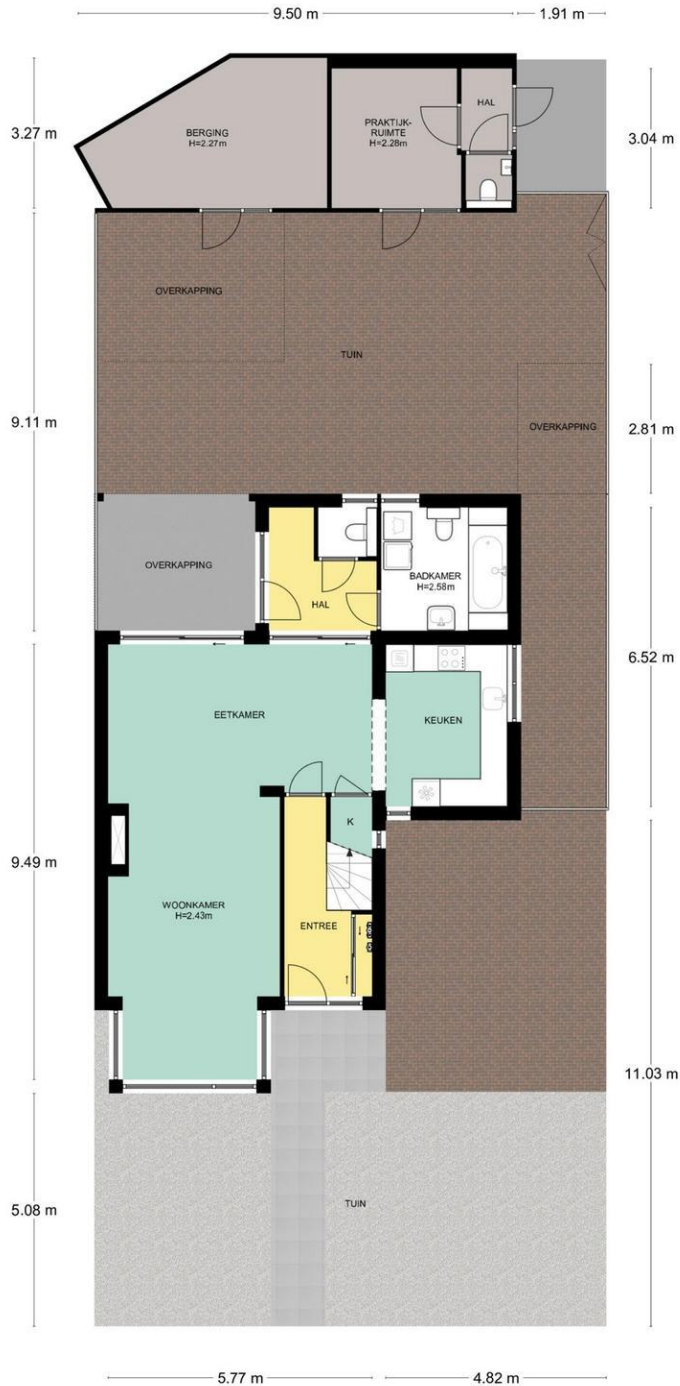 9.50 m
1.91 m
3.27 m
BERGING
H=2.27m
PRAKTIJK-
RUIMTE
H=2.28m
HAL
3.04 m
OVERKAPPING
TUIN
9.11 m
OVERKAPPING
2.81 m
OVERKAPPING
HAL
BADKAMER
H=2.58m
6.52 m
EETKAMER
KEUKEN
K
9.49 m
WOONKAMER
H=2.43m
ENTREE
11.03 m
5.08 m
TUIN
5.77 m
4.82 m